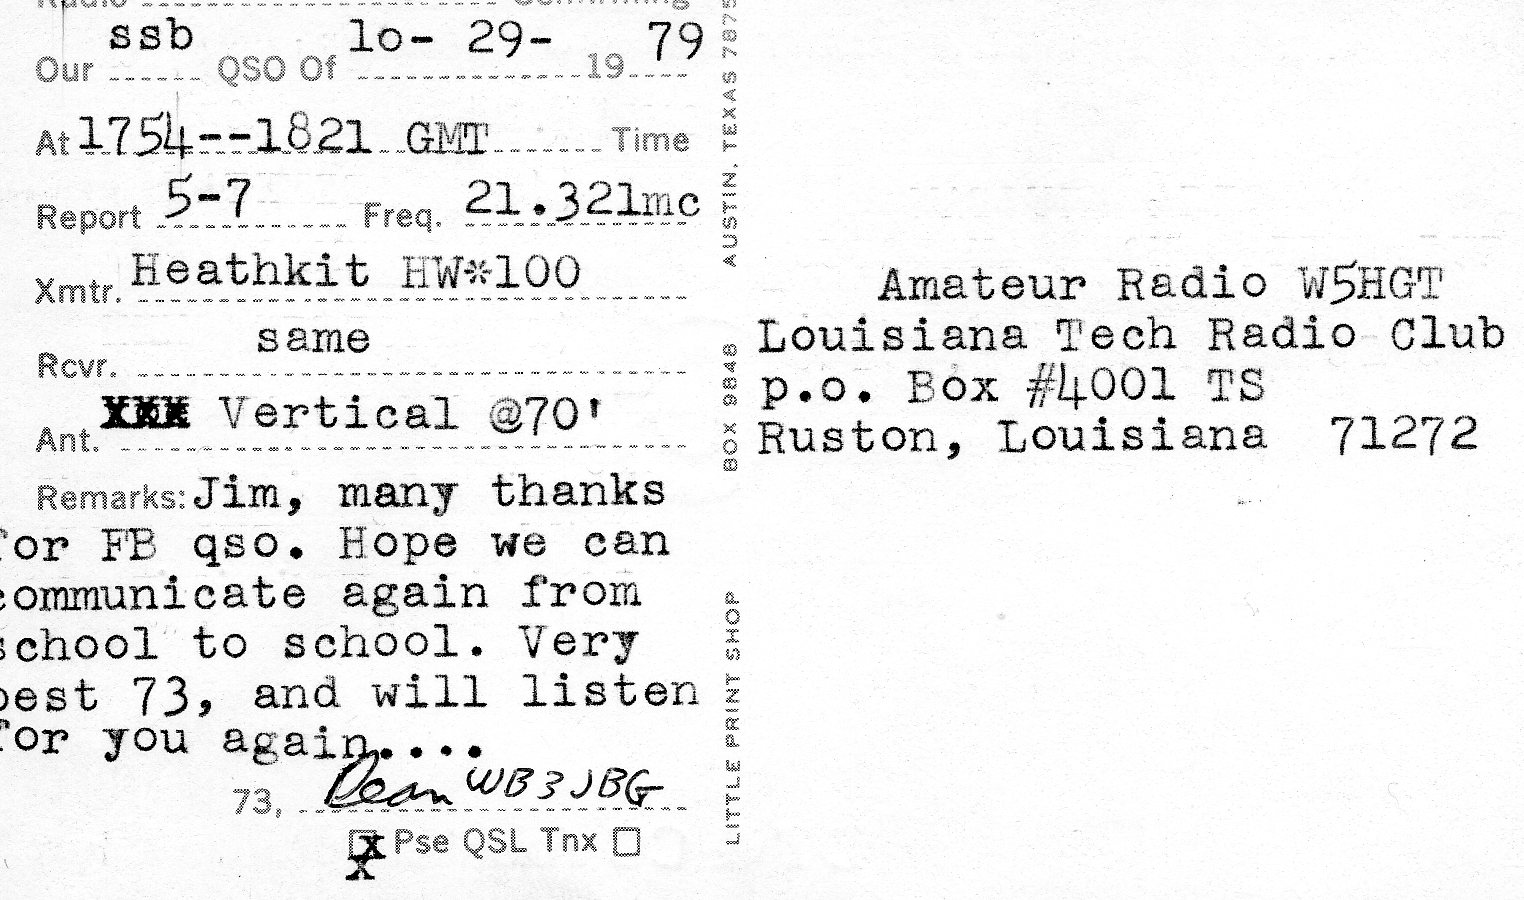 Radio Confirming
ssb lo- 29- 79
Our QSO Of 19
At 1754--1821 GMT Time
Report 5-7 Freq. 21.321mc
Xmtr. Heathkit HW*100
Rcvr. same
Ant. XXX Vertical @70'
Remarks: Jim, many thanks
for FB qso. Hope we can
communicate again from
school to school. Very
best 73, and will listen
for you again....
73, Dean WB3JBG
x Pse QSL Tnx
x
LITTLE PRINT SHOP BOX 9848 AUSTIN, TEXAS 7875
Amateur Radio W5HGT
Louisiana Tech Radio Club
p.o. Box #4001 TS
Ruston, Louisiana 71272